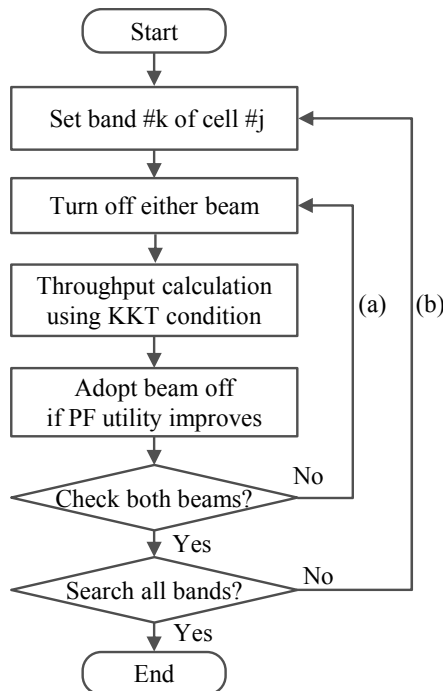 Start
Set band #k of cell #j
Turn off either beam
Throughput calculation
using KKT condition
(a)
(b)
Adopt beam off
if PF utility improves
No
Check both beams?
Yes
No
Search all bands?
Yes
End